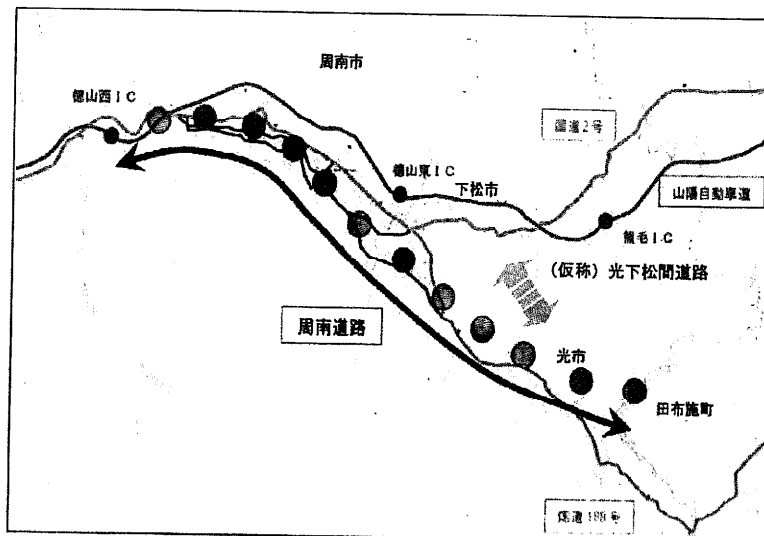 周南市
徳山西IC
国道2号
徳山東IC
下松市
山陽自動車道
熊毛IC
(仮称)光下松間道路
周南道路
光市
田布施町
国道188号